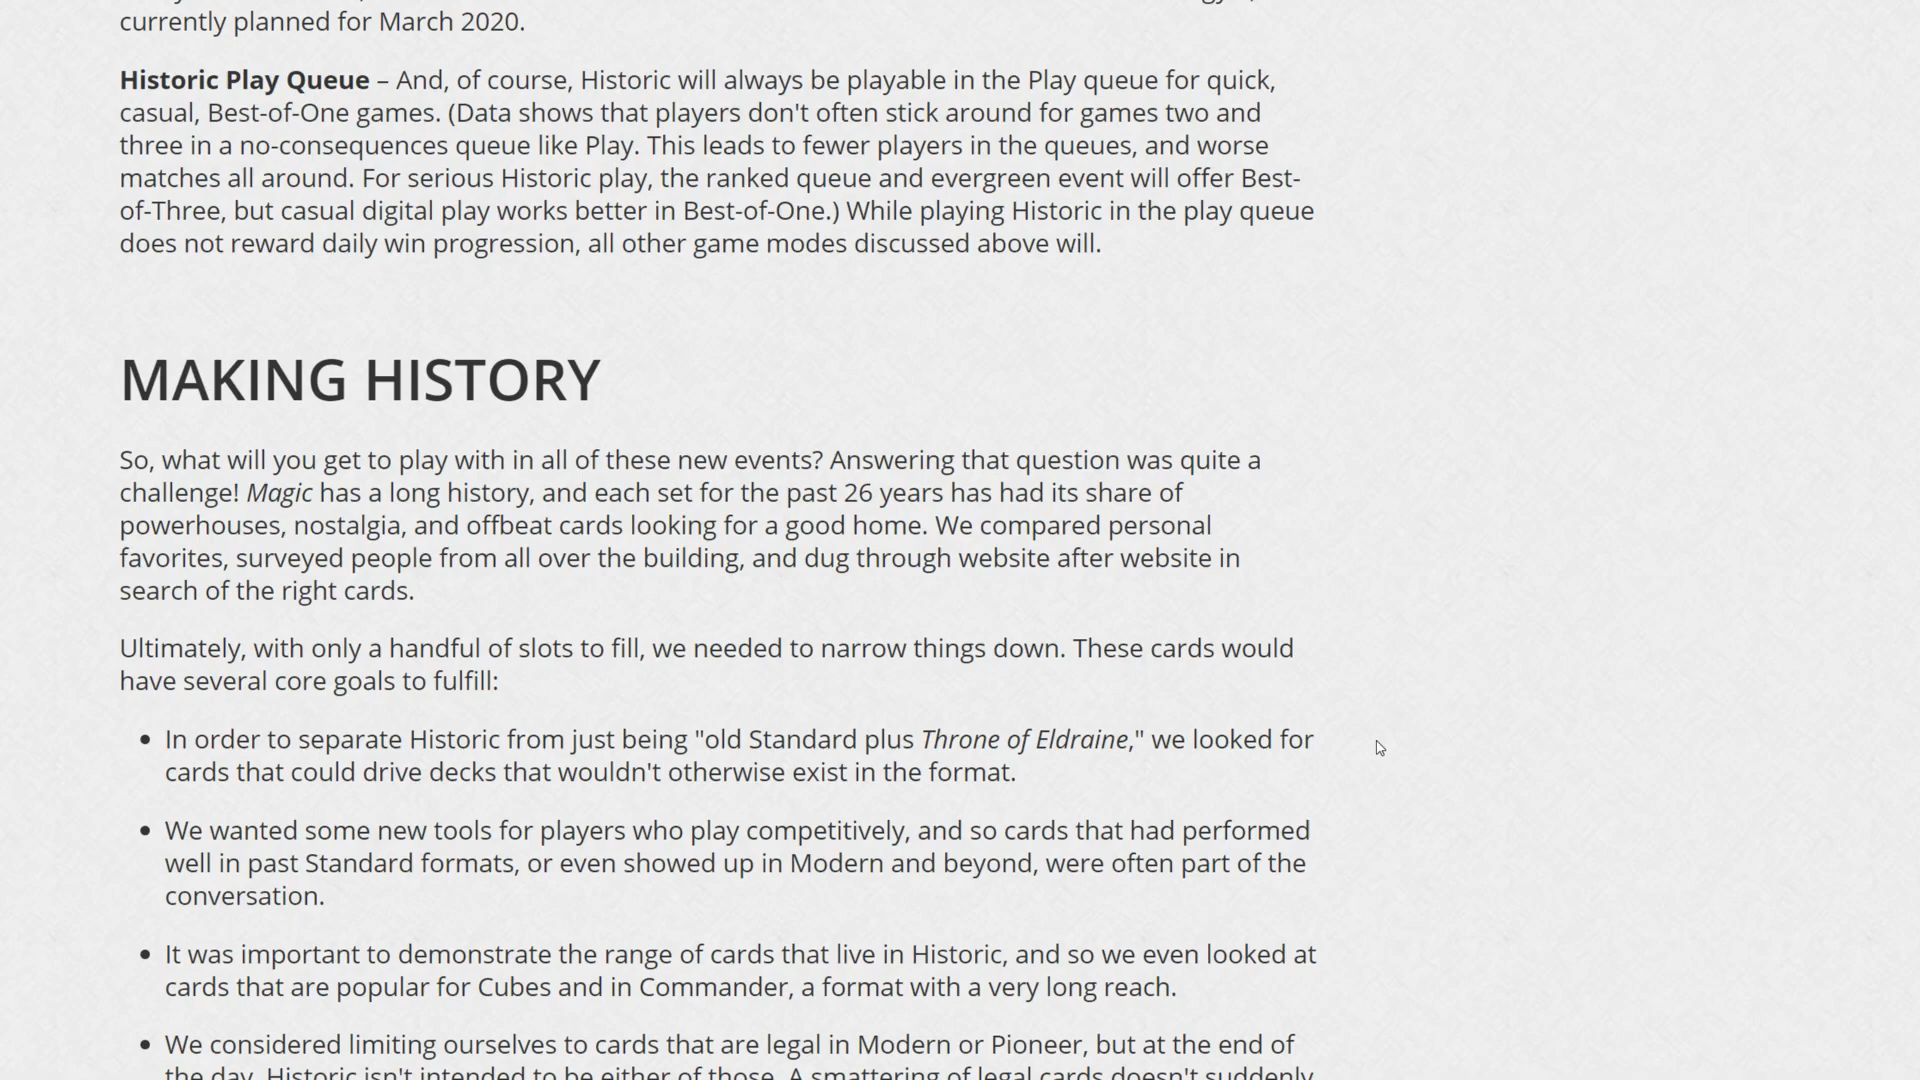 currently planned for March 2020.
Historic Play Queue – And, of course, Historic will always be playable in the Play queue for quick,
casual, Best-of-One games. (Data shows that players don't often stick around for games two and
three in a no-consequences queue like Play. This leads to fewer players in the queues, and worse
matches all around. For serious Historic play, the ranked queue and evergreen event will offer Best-
of-Three, but casual digital play works better in Best-of-One.) While playing Historic in the play queue
does not reward daily win progression, all other game modes discussed above will.
MAKING HISTORY
So, what will you get to play with in all of these new events? Answering that question was quite a
challenge! Magic has a long history, and each set for the past 26 years has had its share of
powerhouses, nostalgia, and offbeat cards looking for a good home. We compared personal
favorites, surveyed people from all over the building, and dug through website after website in
search of the right cards.
Ultimately, with only a handful of slots to fill, we needed to narrow things down. These cards would
have several core goals to fulfill:
• In order to separate Historic from just being "old Standard plus Throne of Eldraine," we looked for
cards that could drive decks that wouldn't otherwise exist in the format.
• We wanted some new tools for players who play competitively, and so cards that had performed
well in past Standard formats, or even showed up in Modern and beyond, were often part of the
conversation.
• It was important to demonstrate the range of cards that live in Historic, and so we even looked at
cards that are popular for Cubes and in Commander, a format with a very long reach.
• We considered limiting ourselves to cards that are legal in Modern or Pioneer, but at the end of
the day, Historic isn't intended to be either of those. A smattering of legal cards doesn't suddenly